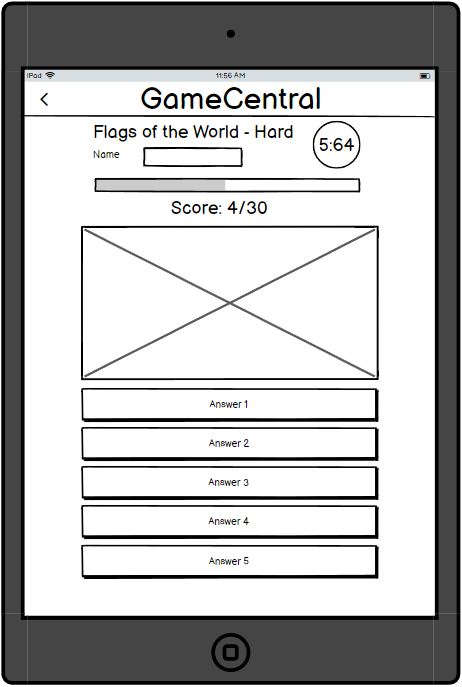 iPad 11:56 AM
GameCentral
Flags of the World - Hard
5:64
Name
Score: 4/30
Answer 1
Answer 2
Answer 3
Answer 4
Answer 5